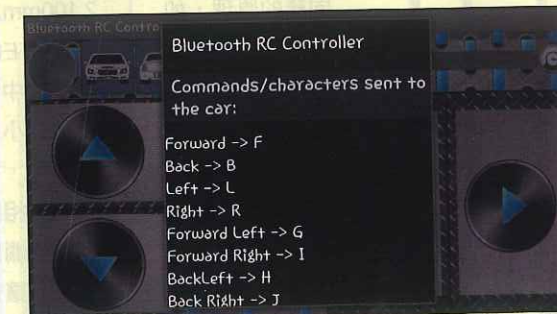 Bluetooth RC Contro
Bluetooth RC Controller
Commands/characters sent to
the car:
Forward -> F
Back -> B
Left -> L
Right -> R
Forward Left -> G
Forward Right -> I
BackLeft -> H
Back Right -> J